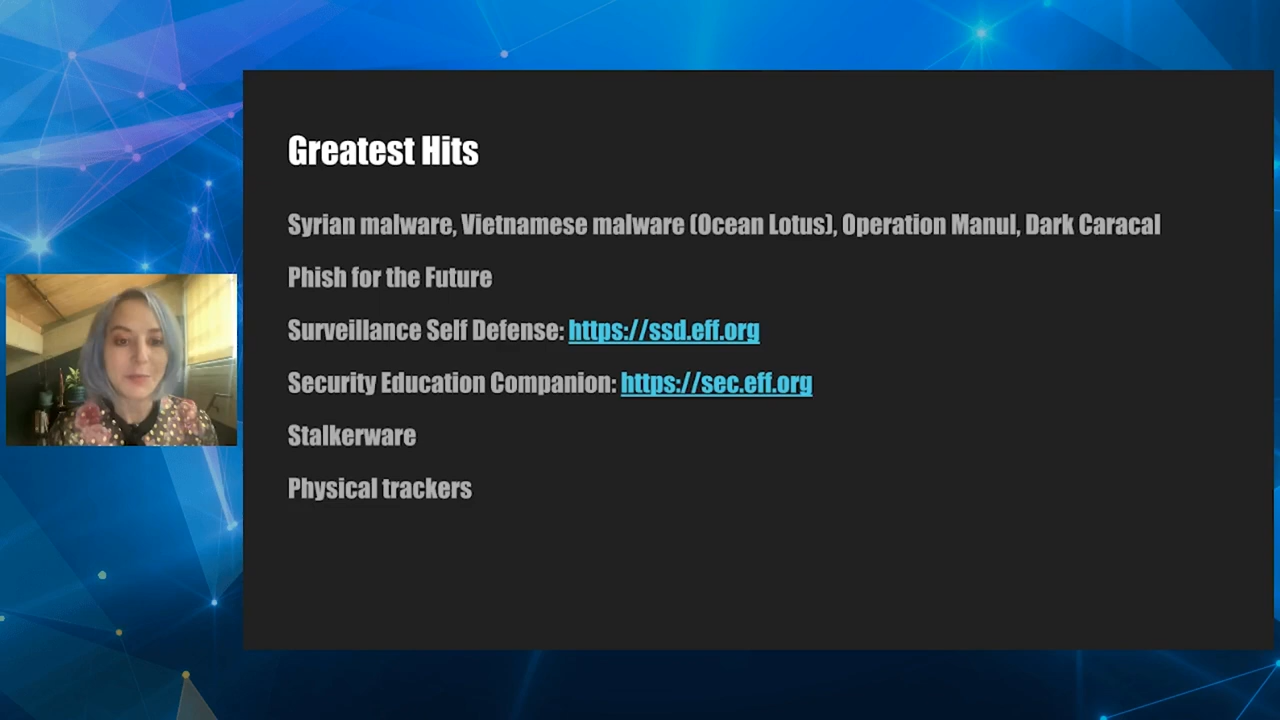 Greatest Hits
Syrian malware, Vietnamese malware (Ocean Lotus), Operation Manul, Dark Caracal
Phish for the Future
Surveillance Self Defense: https://ssd.eff.org
Security Education Companion: https://sec.eff.org
Stalkerware
Physical trackers